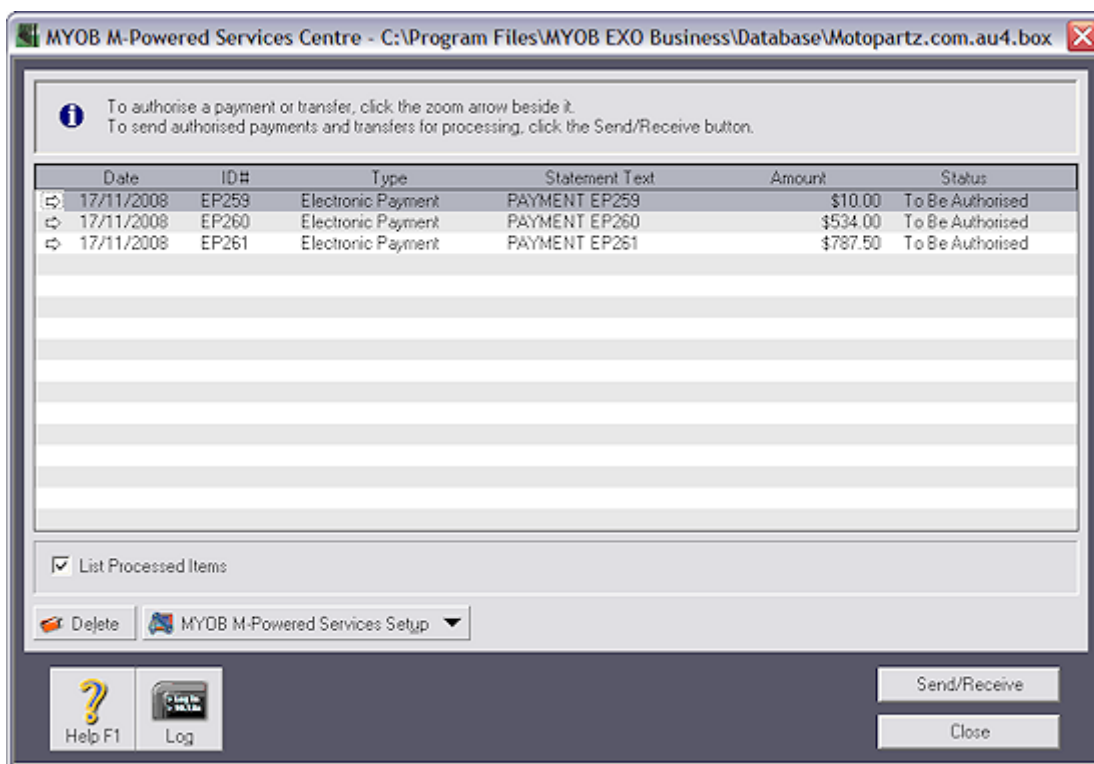 MYOB M-Powered Services Centre - C:\Program Files\MYOB EXO Business\Database\Motopartz.com.au4.box
To authorise a payment or transfer, click the zoom arrow beside it.
To send authorised payments and transfers for processing, click the Send/Receive button.
Date ID# Type Statement Text Amount Status
17/11/2008 EP259 Electronic Payment PAYMENT EP259 $10.00 To Be Authorised
17/11/2008 EP260 Electronic Payment PAYMENT EP260 $534.00 To Be Authorised
17/11/2008 EP261 Electronic Payment PAYMENT EP261 $787.50 To Be Authorised
List Processed Items
Delete MYOB M-Powered Services Setup
Help F1 Log
Send/Receive
Close